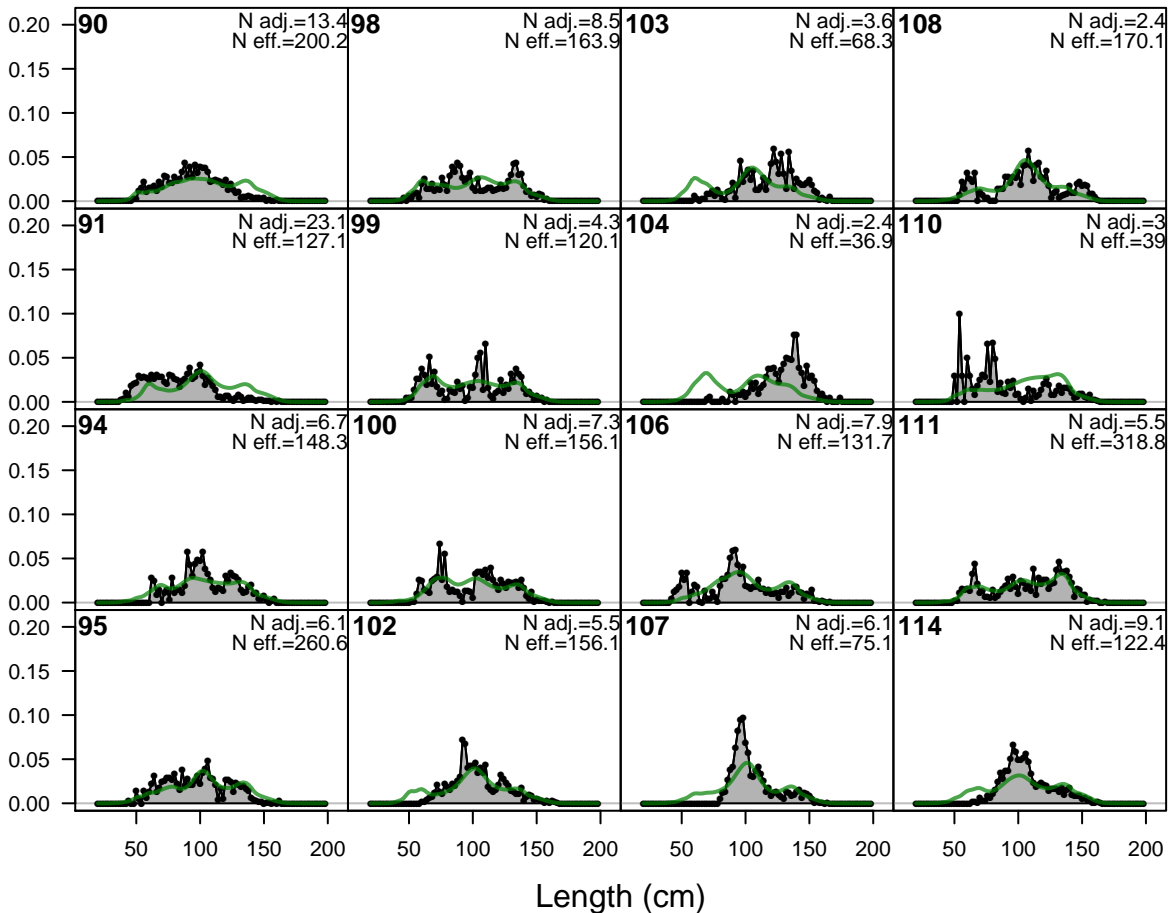 0.20
0.15
0.10
0.05
0.00
90
N adj.=13.4
N eff.=200.2
98
N adj.=8.5
N eff.=163.9
103
N adj.=3.6
N eff.=68.3
108
N adj.=2.4
N eff.=170.1
0.20
0.15
0.10
0.05
0.00
91
N adj.=23.1
N eff.=127.1
99
N adj.=4.3
N eff.=120.1
104
N adj.=2.4
N eff.=36.9
110
N adj.=3
N eff.=39
0.20
0.15
0.10
0.05
0.00
94
N adj.=6.7
N eff.=148.3
100
N adj.=7.3
N eff.=156.1
106
N adj.=7.9
N eff.=131.7
111
N adj.=5.5
N eff.=318.8
0.20
0.15
0.10
0.05
0.00
95
N adj.=6.1
N eff.=260.6
102
N adj.=5.5
N eff.=156.1
107
N adj.=6.1
N eff.=75.1
114
N adj.=9.1
N eff.=122.4
50 100 150 200 50 100 150 200 50 100 150 200 50 100 150 200
Length (cm)